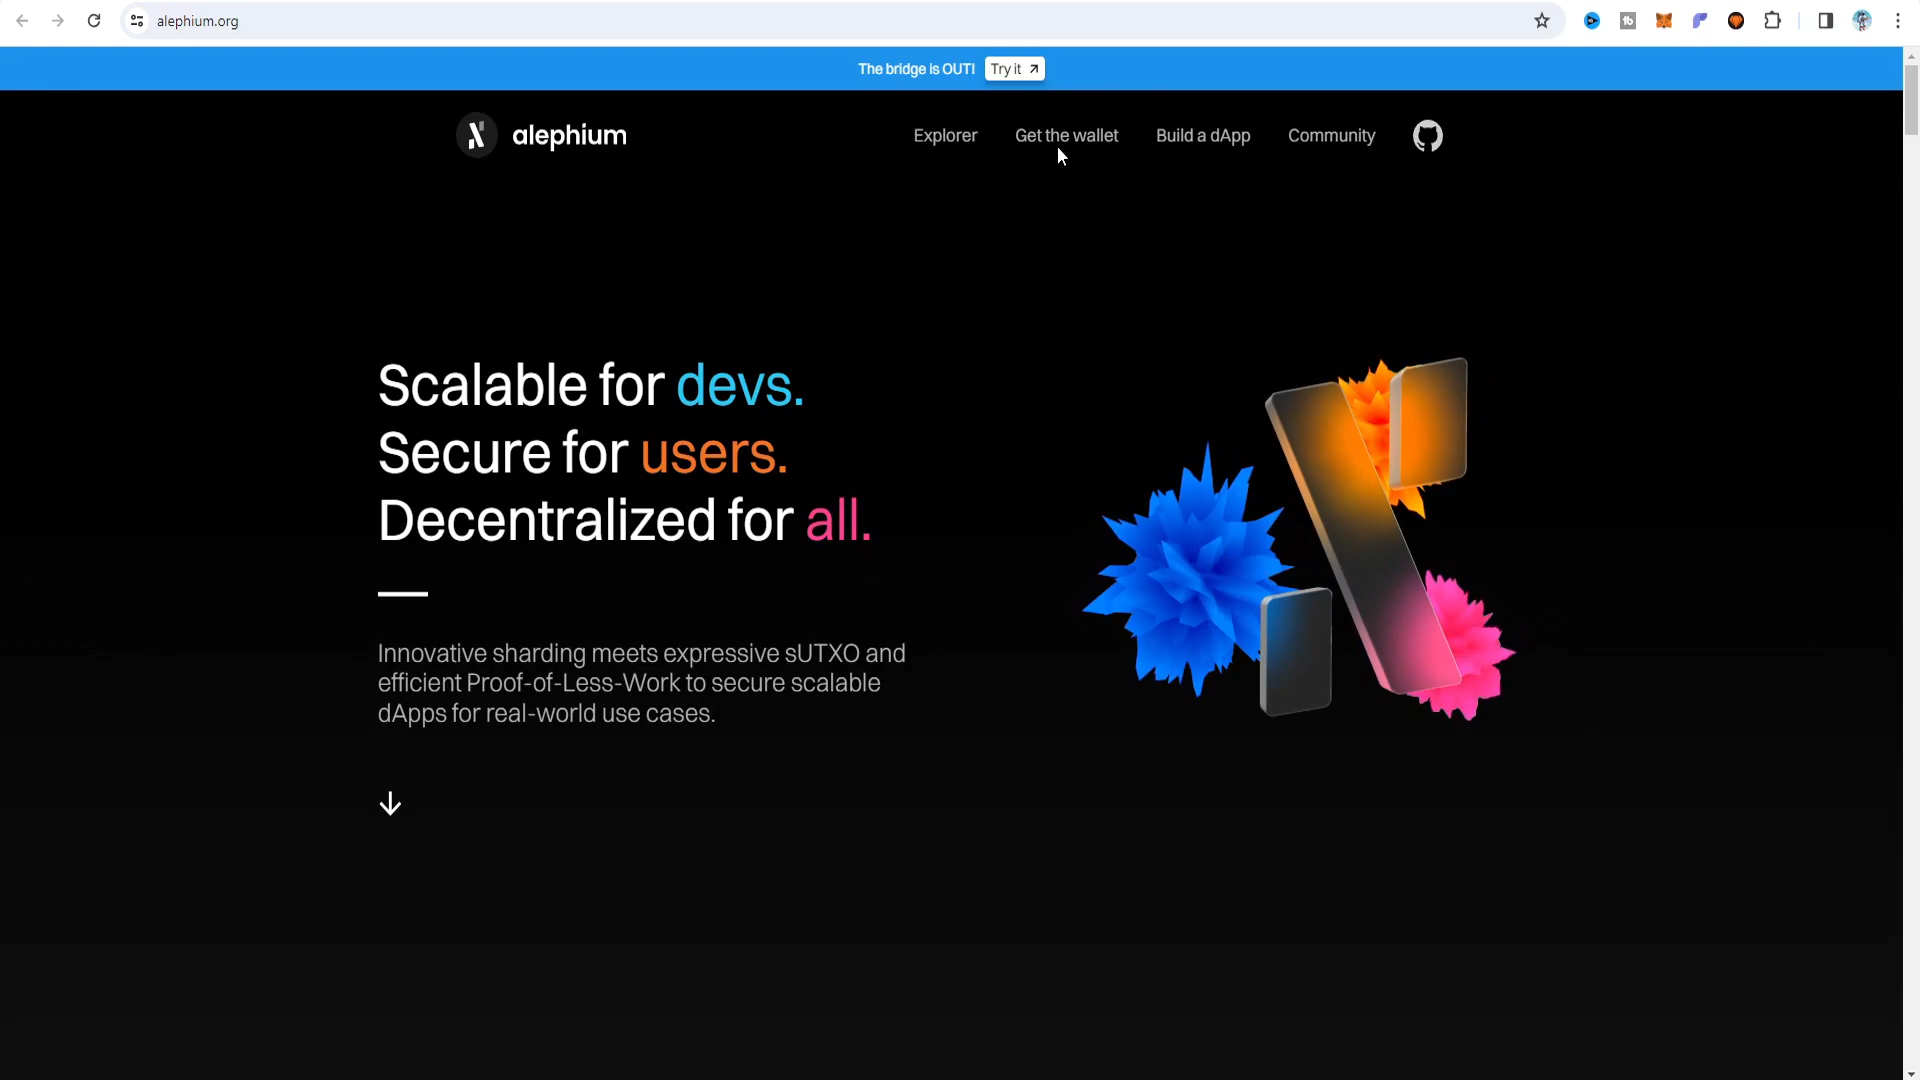 alephium.org
The bridge is OUT! Try it
alephium
Explorer Get the wallet Build a dApp Community
Scalable for devs.
Secure for users.
Decentralized for all.
Innovative sharding meets expressive sUTXO and
efficient Proof-of-Less-Work to secure scalable
dApps for real-world use cases.